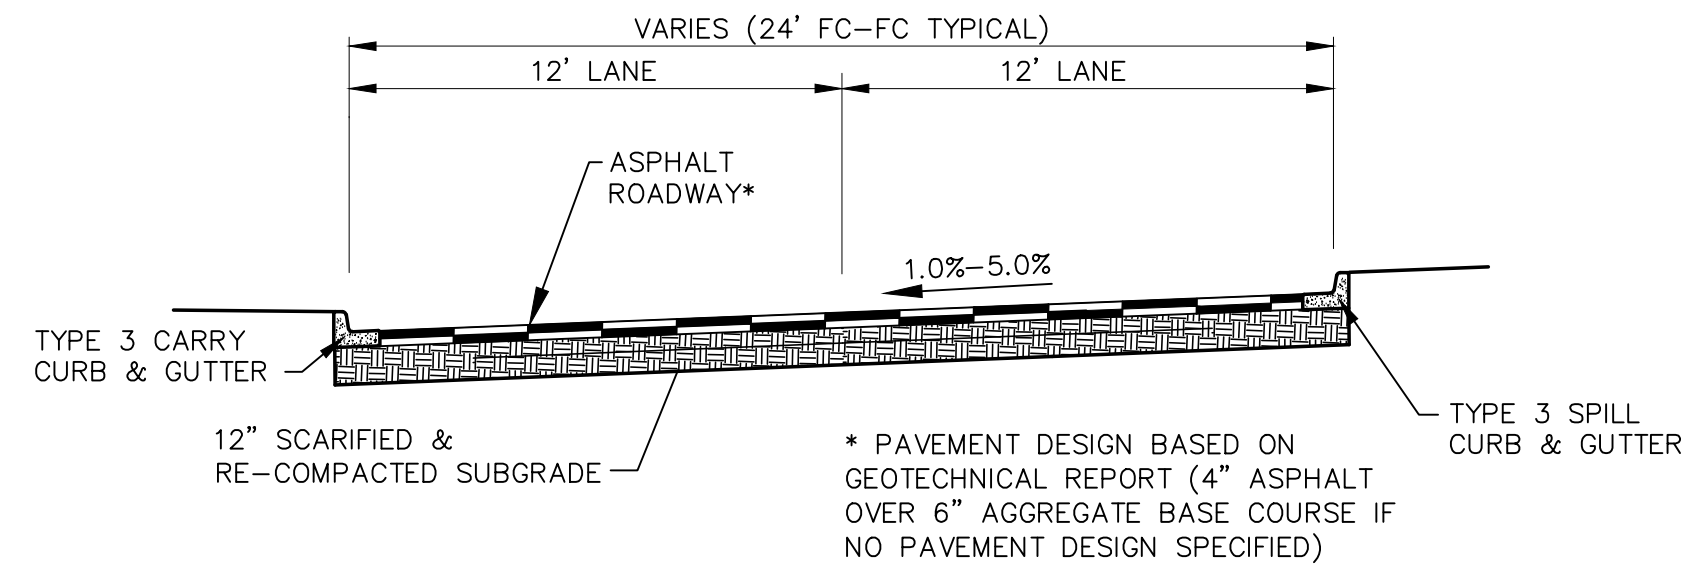 VARIES (24' FC-FC TYPICAL)
12' LANE
12' LANE
ASPHALT
ROADWAY*
1.0%-5.0%
TYPE 3 CARRY
CURB & GUTTER
12" SCARIFIED &
RE-COMPACTED SUBGRADE
TYPE 3 SPILL
CURB & GUTTER
* PAVEMENT DESIGN BASED ON
GEOTECHNICAL REPORT (4" ASPHALT
OVER 6" AGGREGATE BASE COURSE IF
NO PAVEMENT DESIGN SPECIFIED)